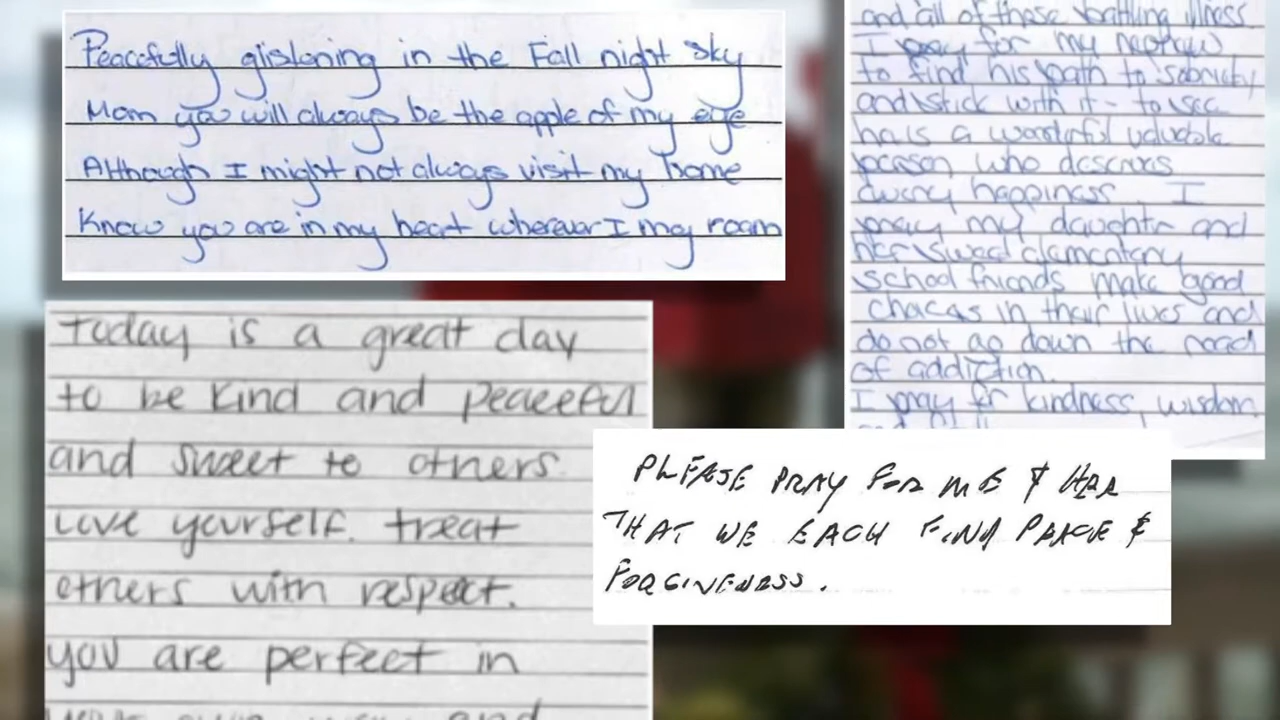 Peacefully glistening in the Fall night sky
Mom you will always be the apple of my eye
Although I might not always visit my home
Know you are in my heart wherever I may roam
and all of those battling illness
I pray for my nephew
to find his path to sobriety
and stick with it - to see
he is a wonderful valuable
person who deserves
every happiness. I
pray my daughter and
her sweet elementary
school friends make good
choices in their lives and
do not go down the road
of addiction.
I pray for kindness, wisdom
today is a great day
to be kind and peaceful
and sweet to others.
Love yourself. treat
others with respect.
you are perfect in
your own way and
PLEASE PRAY FOR ME & HER
THAT WE EACH FIND PEACE &
FORGIVENESS.